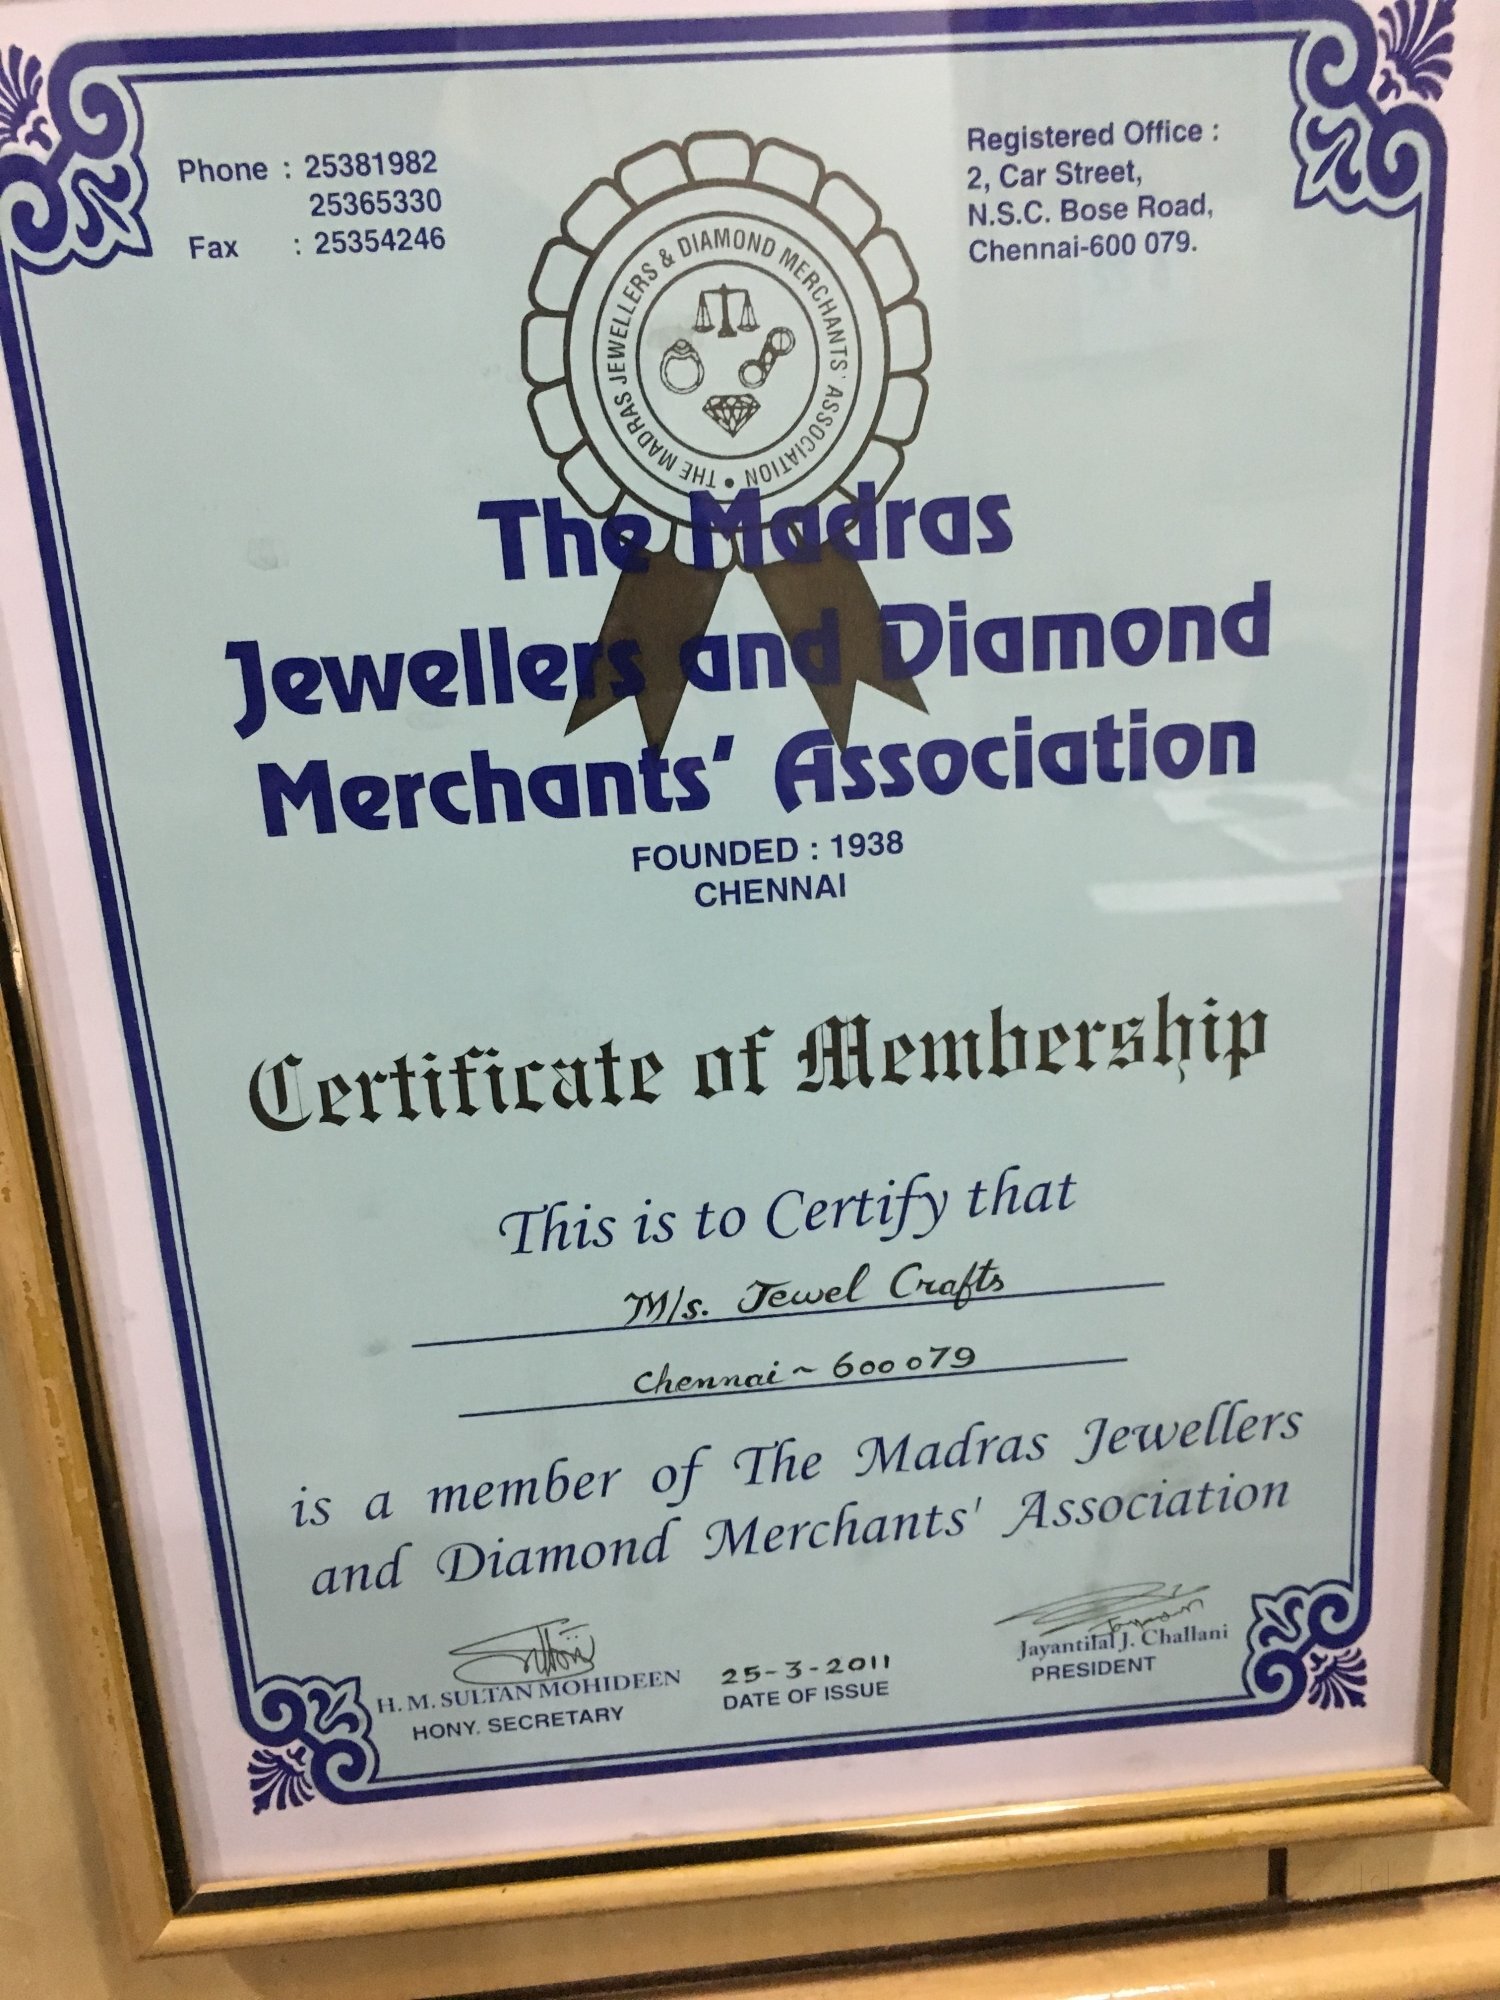 Phone : 25381982
25365330
Fax : 25354246
Registered Office :
2, Car Street,
N.S.C. Bose Road,
Chennai-600 079.
THE MADRAS JEWELLERS & DIAMOND MERCHANTS' ASSOCIATION •
The Madras
Jewellers and Diamond
Merchants' Association
FOUNDED : 1938
CHENNAI
Certificate of Membership
This is to Certify that
M/s. Jewel Crafts
Chennai ~ 600 079
is a member of The Madras Jewellers
and Diamond Merchants' Association
H. M. SULTAN MOHIDEEN
HONY. SECRETARY
25-3-2011
DATE OF ISSUE
Jayantilal J. Challani
PRESIDENT